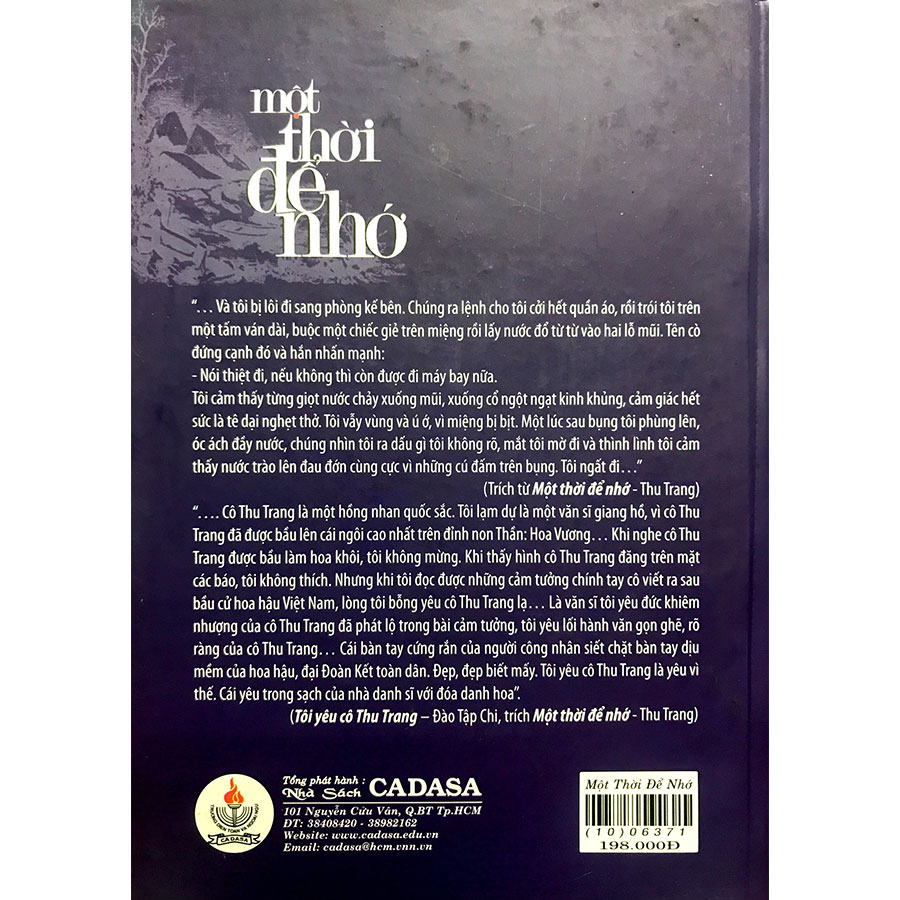 một
thời
để
nhớ
“… Và tôi bị lôi đi sang phòng kế bên. Chúng ra lệnh cho tôi cởi hết quần áo, rồi trói tôi trên
một tấm ván dài, buộc một chiếc giẻ trên miệng rồi lấy nước đổ từ từ vào hai lỗ mũi. Tên cò
đứng cạnh đó và hắn nhấn mạnh:
- Nói thiệt đi, nếu không thì còn được đi máy bay nữa.
Tôi cảm thấy từng giọt nước chảy xuống mũi, xuống cổ ngột ngạt kinh khủng, cảm giác hết
sức là tê dại nghẹt thở. Tôi vẫy vùng và ú ớ, vì miệng bị bịt. Một lúc sau bụng tôi phùng lên,
óc ách đầy nước, chúng nhìn tôi ra dấu gì tôi không rõ, mắt tôi mờ đi và thình lình tôi cảm
thấy nước trào lên đau đớn cùng cực vì những cú đấm trên bụng. Tôi ngất đi…”
(Trích từ Một thời để nhớ - Thu Trang)
“…. Cô Thu Trang là một hồng nhan quốc sắc. Tôi lạm dự là một văn sĩ giang hồ, vì cô Thu
Trang đã được bầu lên cái ngôi cao nhất trên đỉnh non Thần: Hoa Vương… Khi nghe cô Thu
Trang được bầu làm hoa khôi, tôi không mừng. Khi thấy hình cô Thu Trang đăng trên mặt
các báo, tôi không thích. Nhưng khi tôi đọc được những cảm tưởng chính tay cô viết ra sau
bầu cử hoa hậu Việt Nam, lòng tôi bỗng yêu cô Thu Trang lạ… Là văn sĩ tôi yêu đức khiêm
nhượng của cô Thu Trang đã phát lộ trong bài cảm tưởng, tôi yêu lối hành văn gọn ghẽ, rõ
ràng của cô Thu Trang… Cái bàn tay cứng rắn của người công nhân siết chặt bàn tay dịu
mềm của hoa hậu, đại Đoàn Kết toàn dân. Đẹp, đẹp biết mấy. Tôi yêu cô Thu Trang là yêu vì
thế. Cái yêu trong sạch của nhà danh sĩ với đóa danh hoa”.
(Tôi yêu cô Thu Trang – Đào Tập Chi, trích Một thời để nhớ - Thu Trang)
CADASA
Tổng phát hành :
Nhà Sách CADASA
101 Nguyễn Cửu Vân, Q.BT Tp.HCM
ĐT: 38408420 - 38982162
Website: www.cadasa.edu.vn
Email: cadasa@hcm.vnn.vn
Một Thời Để Nhớ
(10)06371
198.000Đ